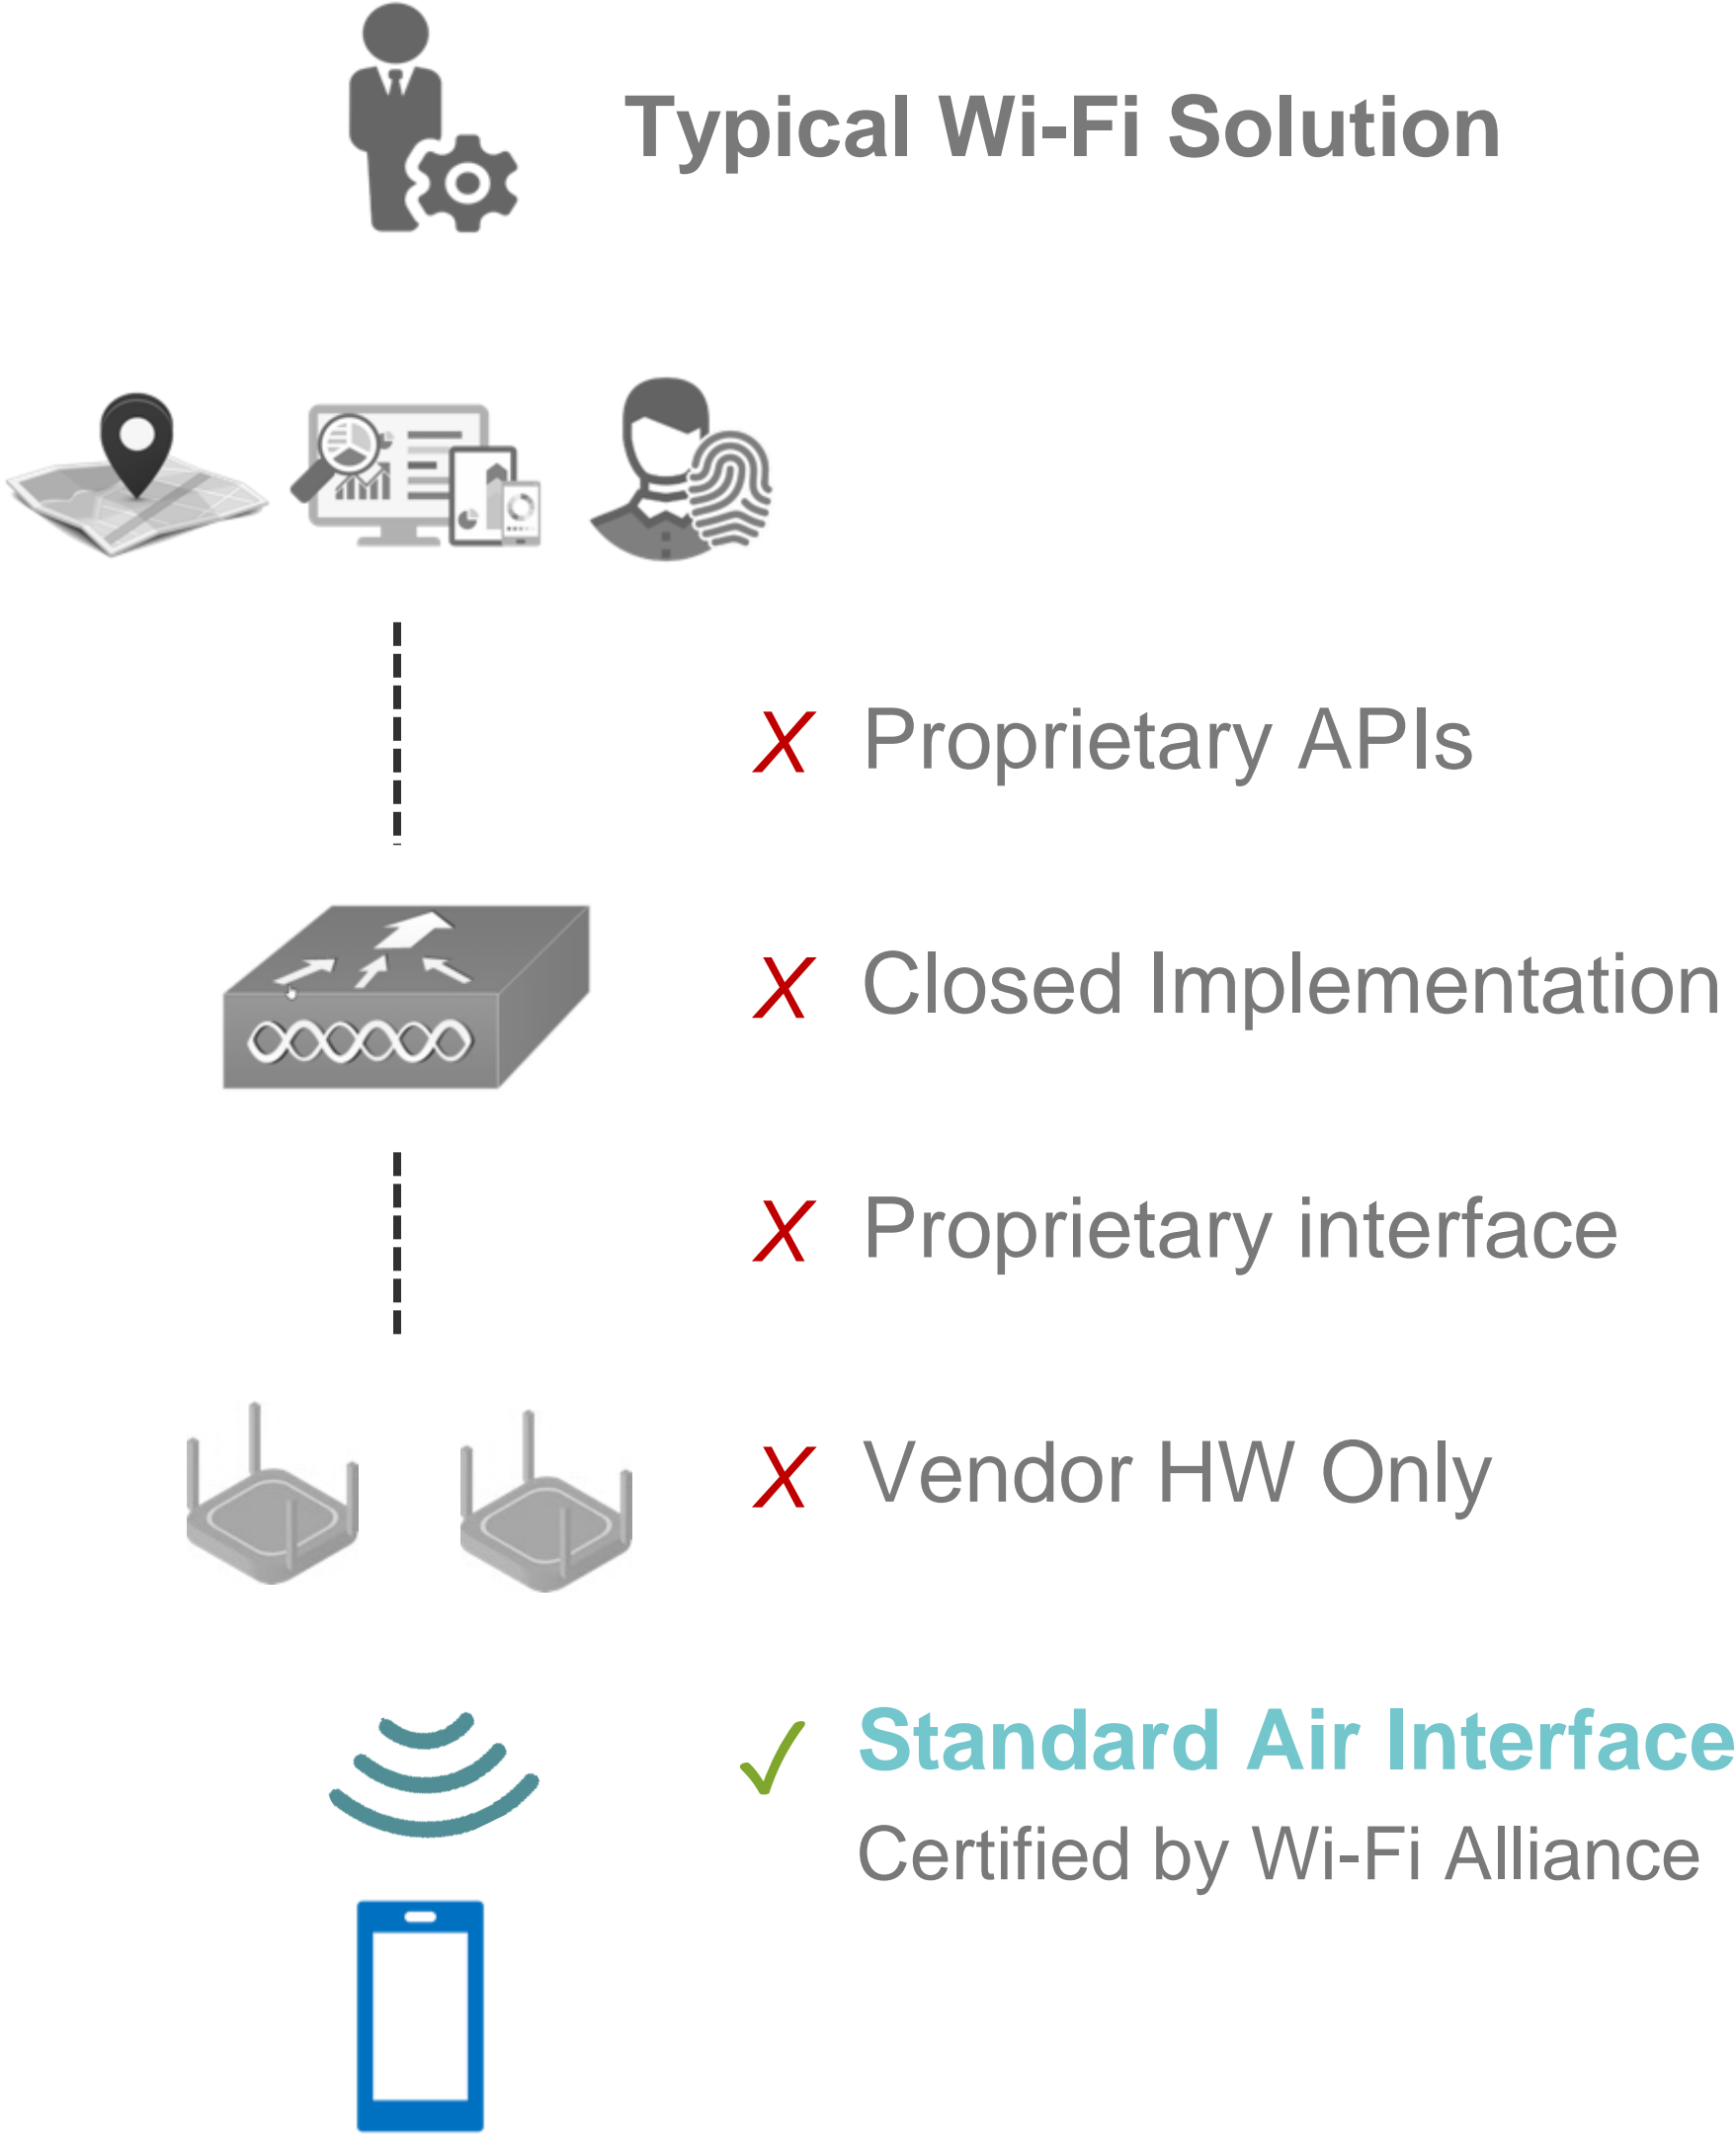 Typical Wi-Fi Solution
X Proprietary APIs
X Closed Implementation
X Proprietary interface
X Vendor HW Only
✓ Standard Air Interface
Certified by Wi-Fi Alliance